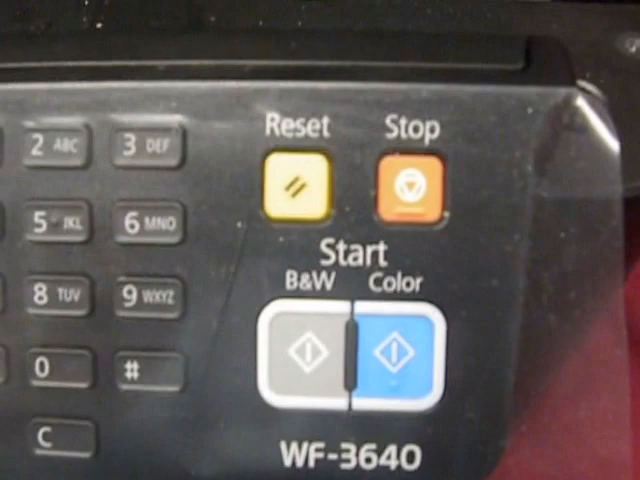 Reset Stop
2 ABC 3 DEF
5 JKL 6 MNO
Start
B&W Color
8 TUV 9 WXYZ
0 #
C
WF-3640